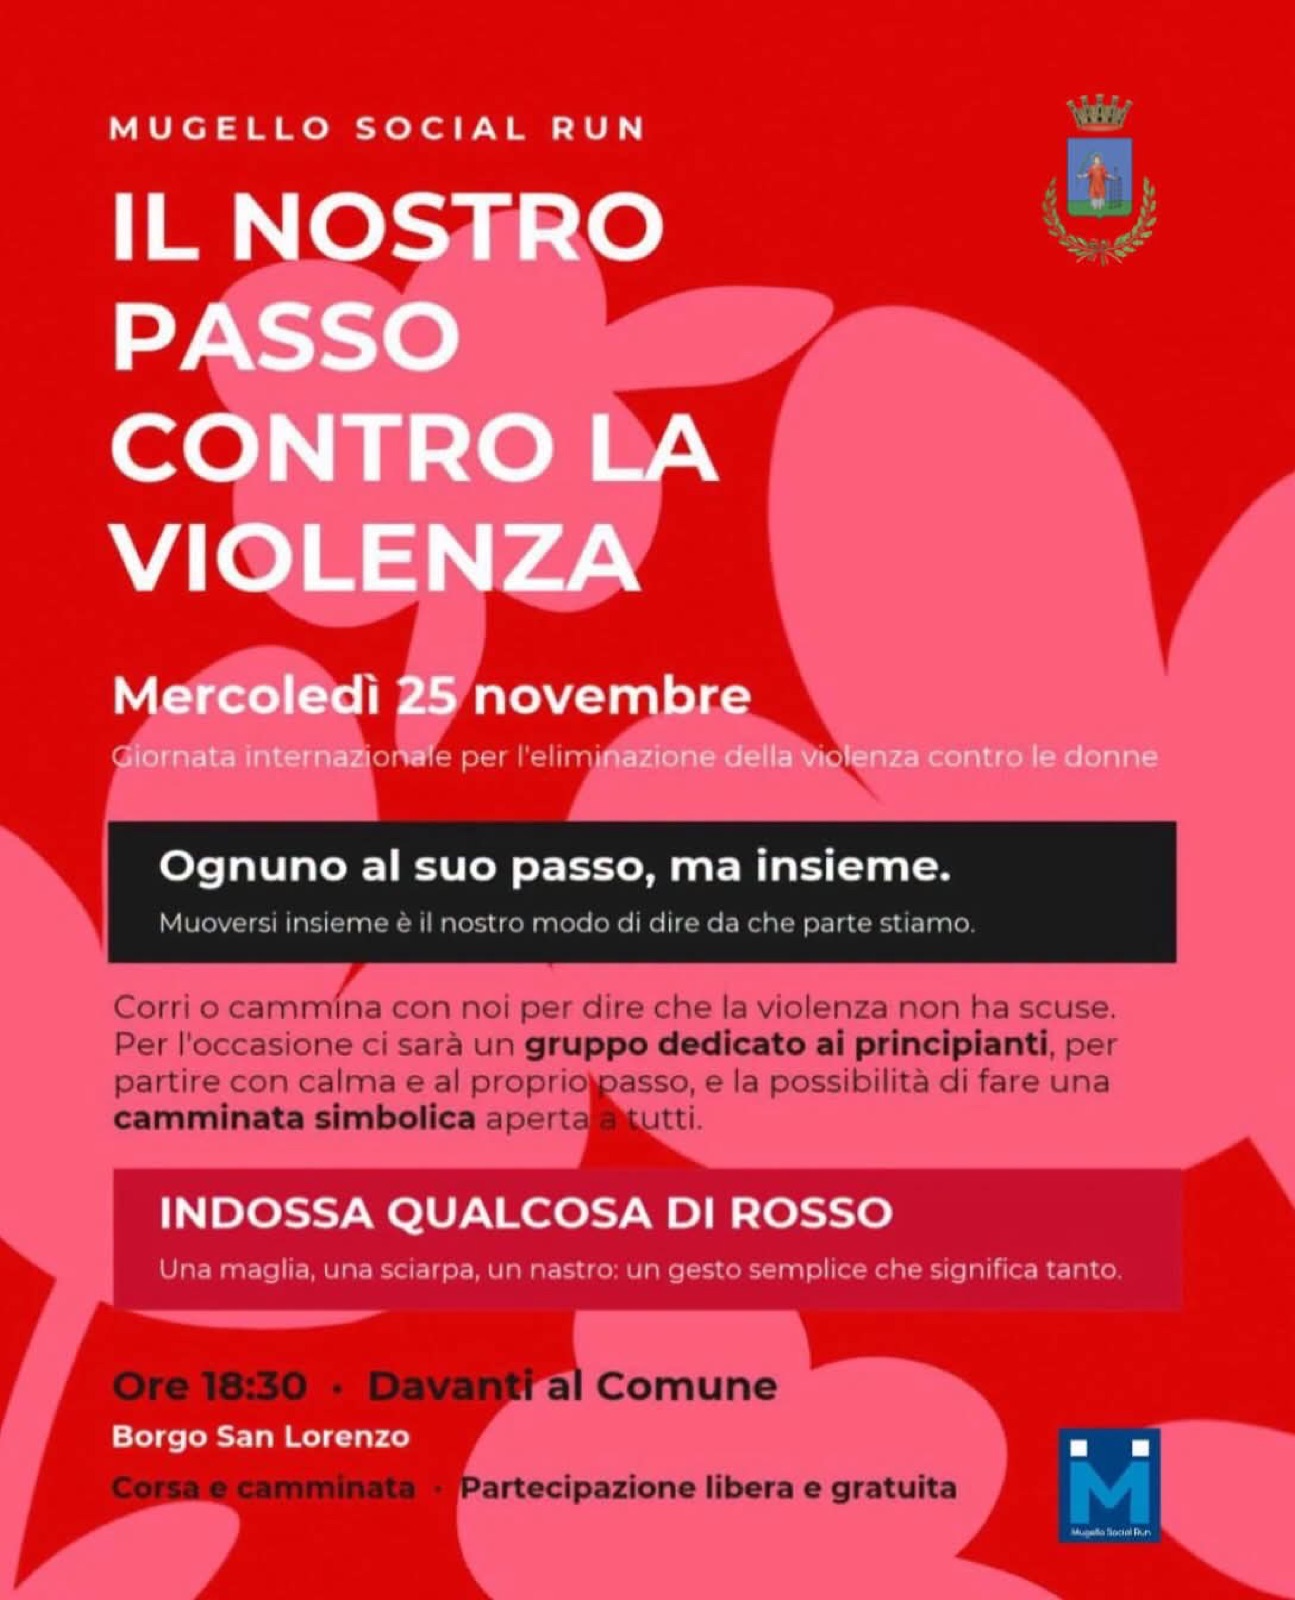 MUGELLO SOCIAL RUN
IL NOSTRO
PASSO
CONTRO LA
VIOLENZA
Mercoledì 25 novembre
Giornata internazionale per l'eliminazione della violenza contro le donne
Ognuno al suo passo, ma insieme.
Muoversi insieme è il nostro modo di dire da che parte stiamo.
Corri o cammina con noi per dire che la violenza non ha scuse.
Per l'occasione ci sarà un gruppo dedicato ai principianti, per
partire con calma e al proprio passo, e la possibilità di fare una
camminata simbolica aperta a tutti.
INDOSSA QUALCOSA DI ROSSO
Una maglia, una sciarpa, un nastro: un gesto semplice che significa tanto.
Ore 18:30 · Davanti al Comune
Borgo San Lorenzo
Corsa e camminata · Partecipazione libera e gratuita
M
Mugello Social Run